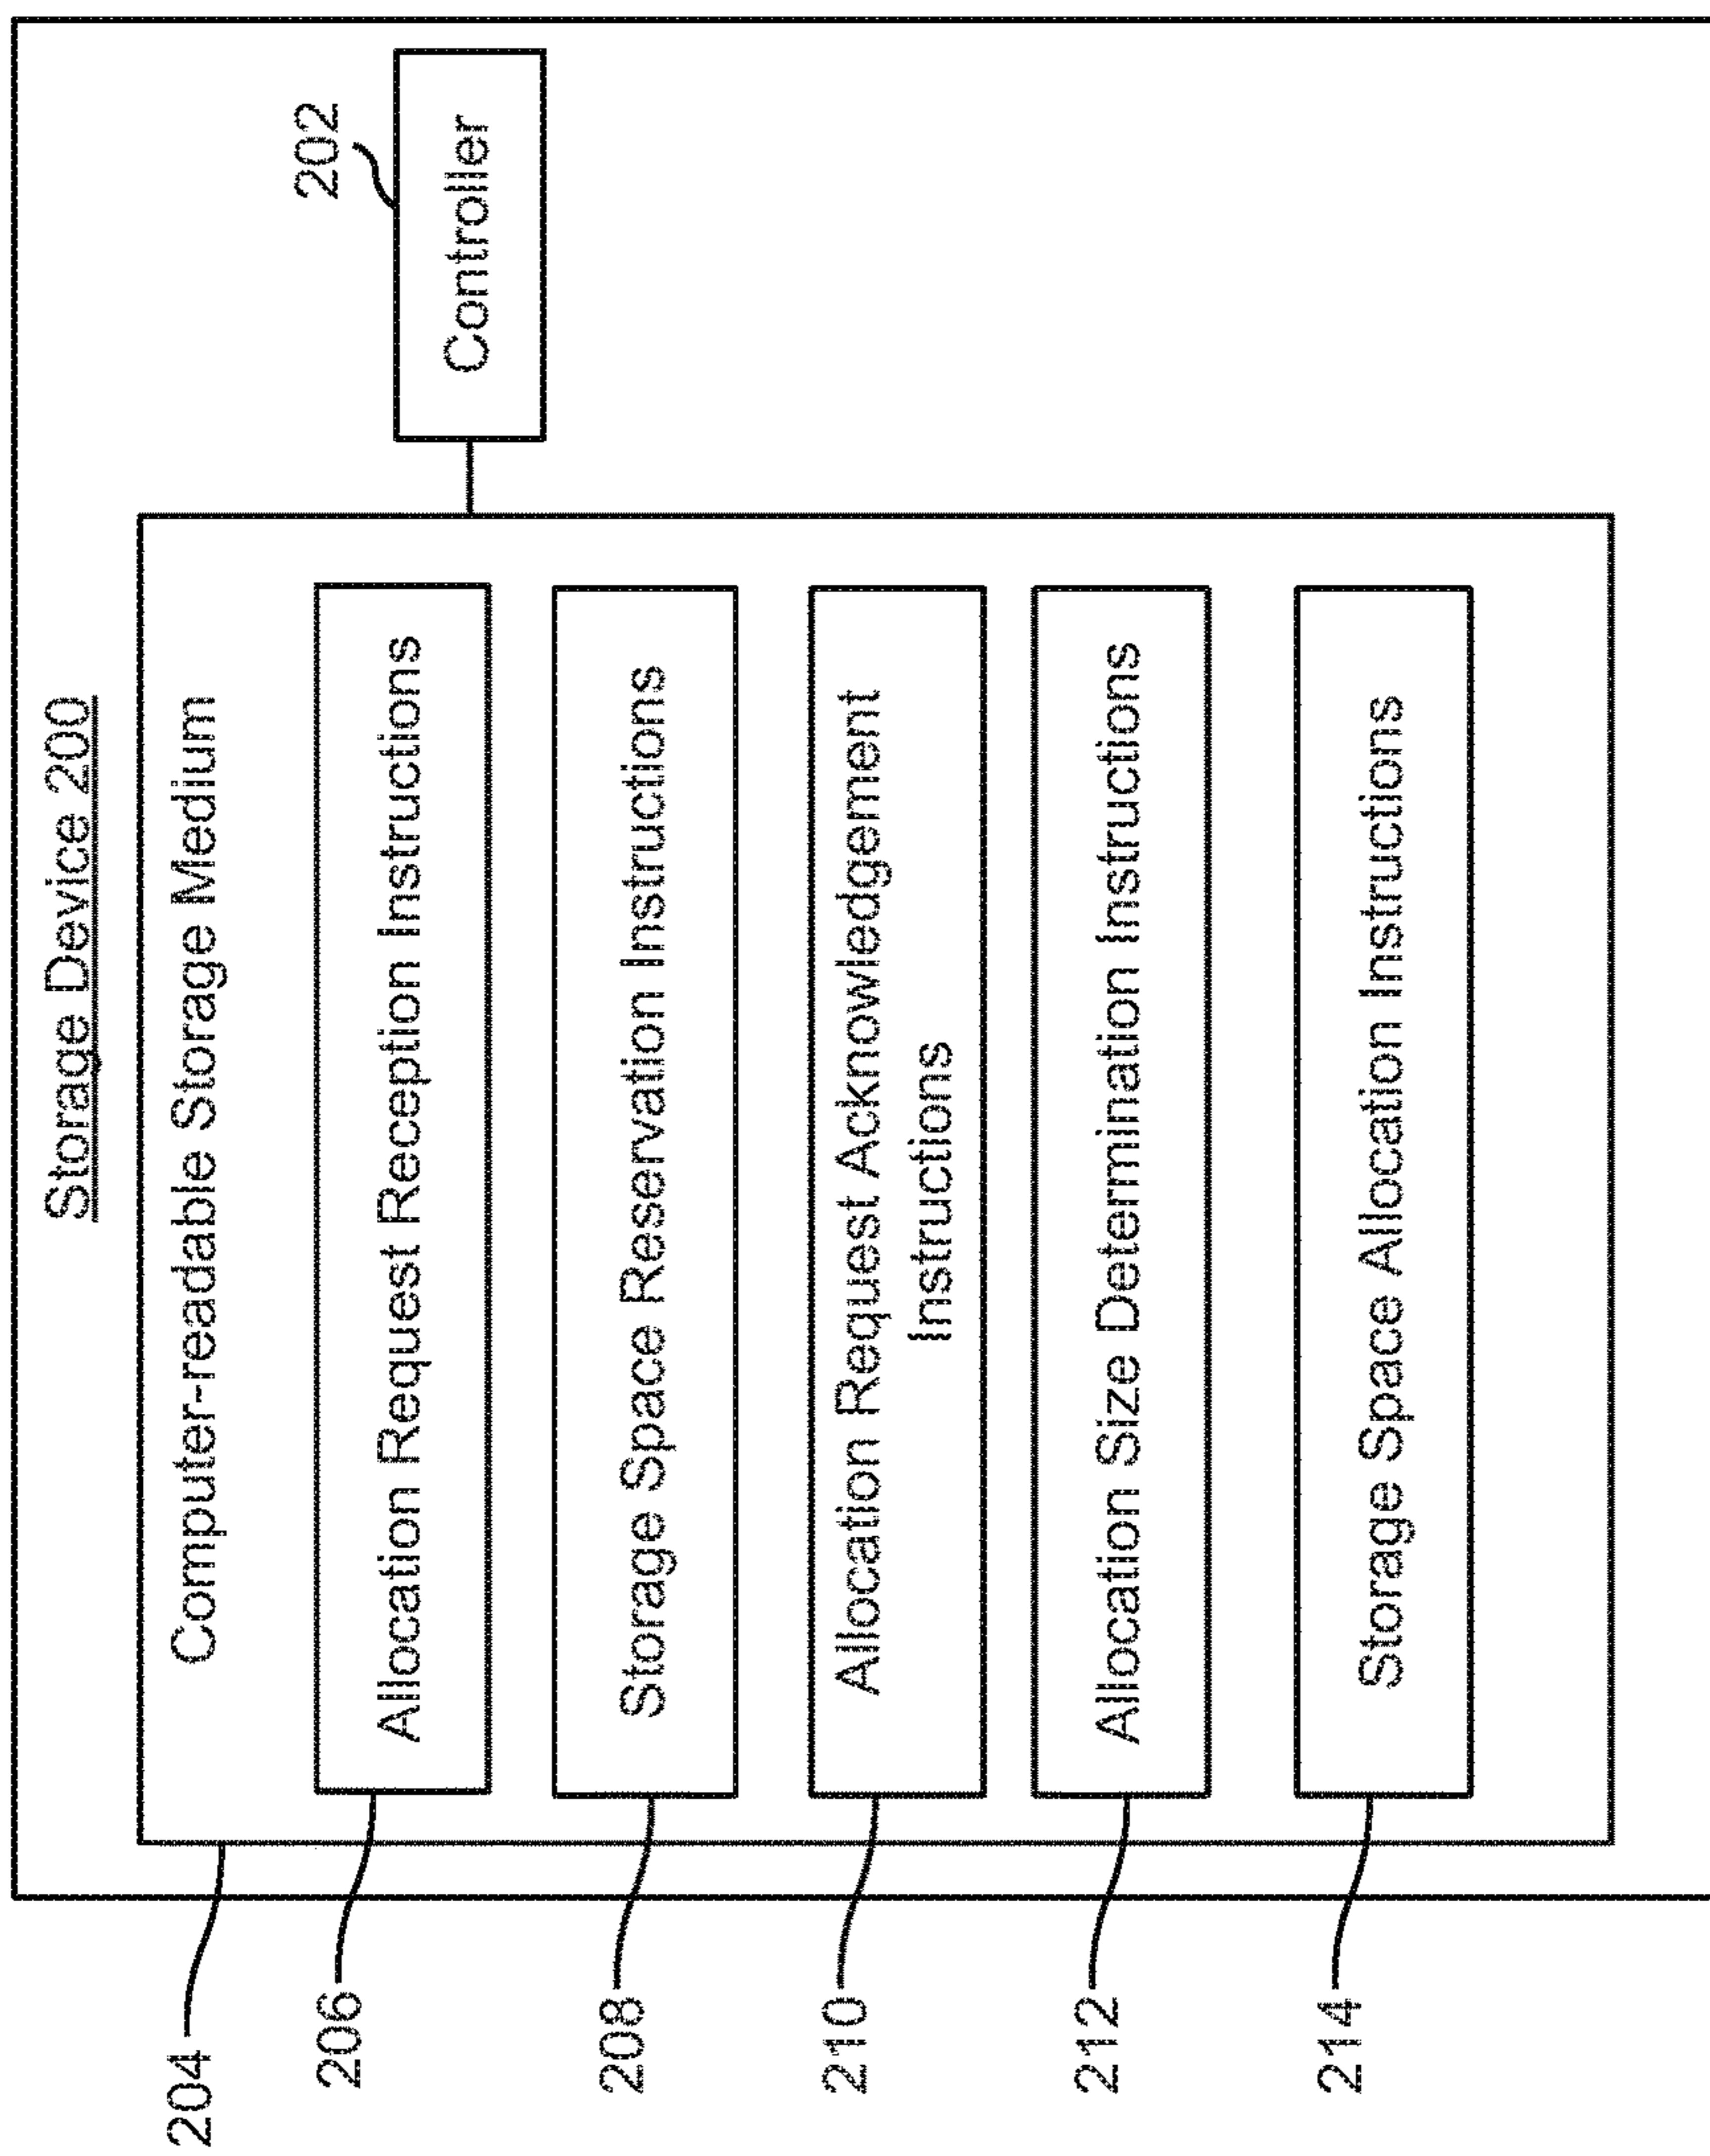 Storage Device 200
204
Computer-readable Storage Medium
202
Controller
206
Allocation Request Reception Instructions
208
Storage Space Reservation Instructions
210
Allocation Request Acknowledgement
Instructions
212
Allocation Size Determination Instructions
214
Storage Space Allocation Instructions